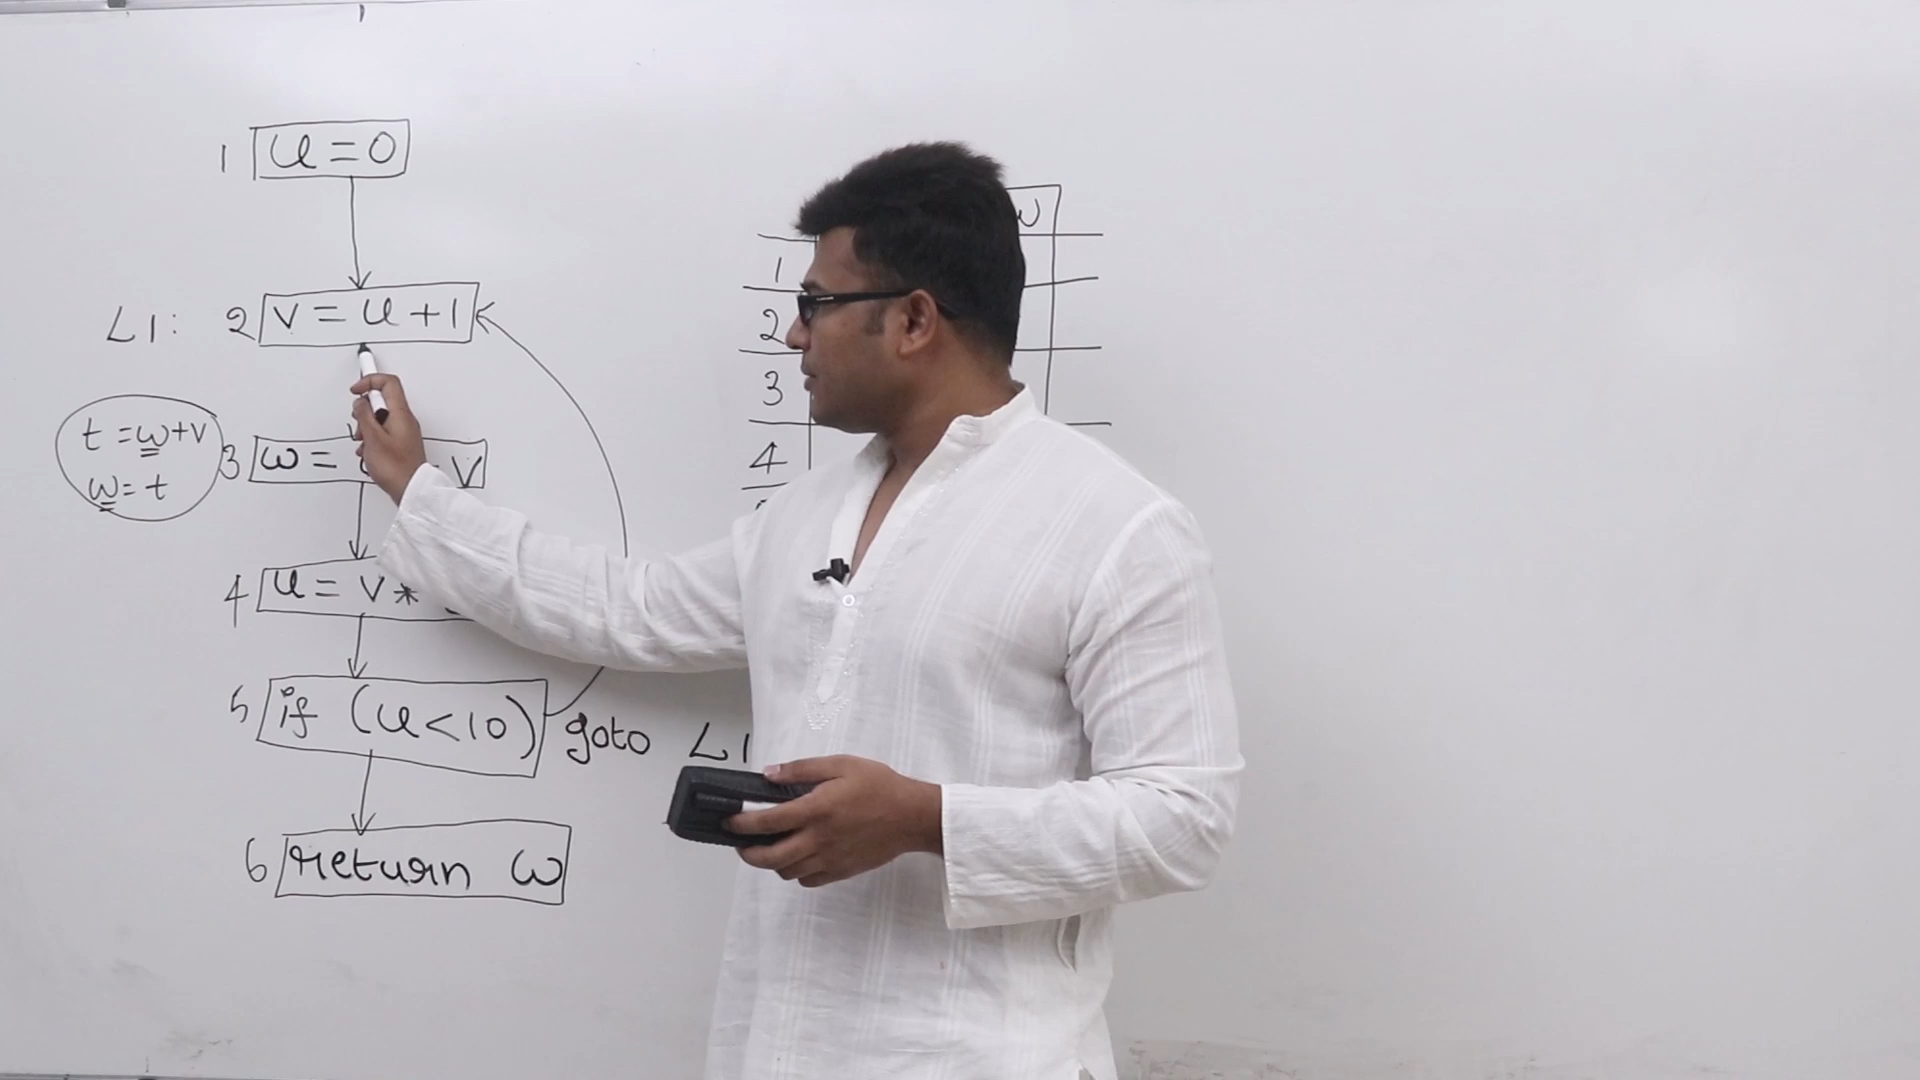 1 u = 0
L1: 2 v = u + 1
t = w + v
w = t
3 w = v
4 u = v *
5 if (u < 10) goto L1
6 return w
w
1
2
3
4